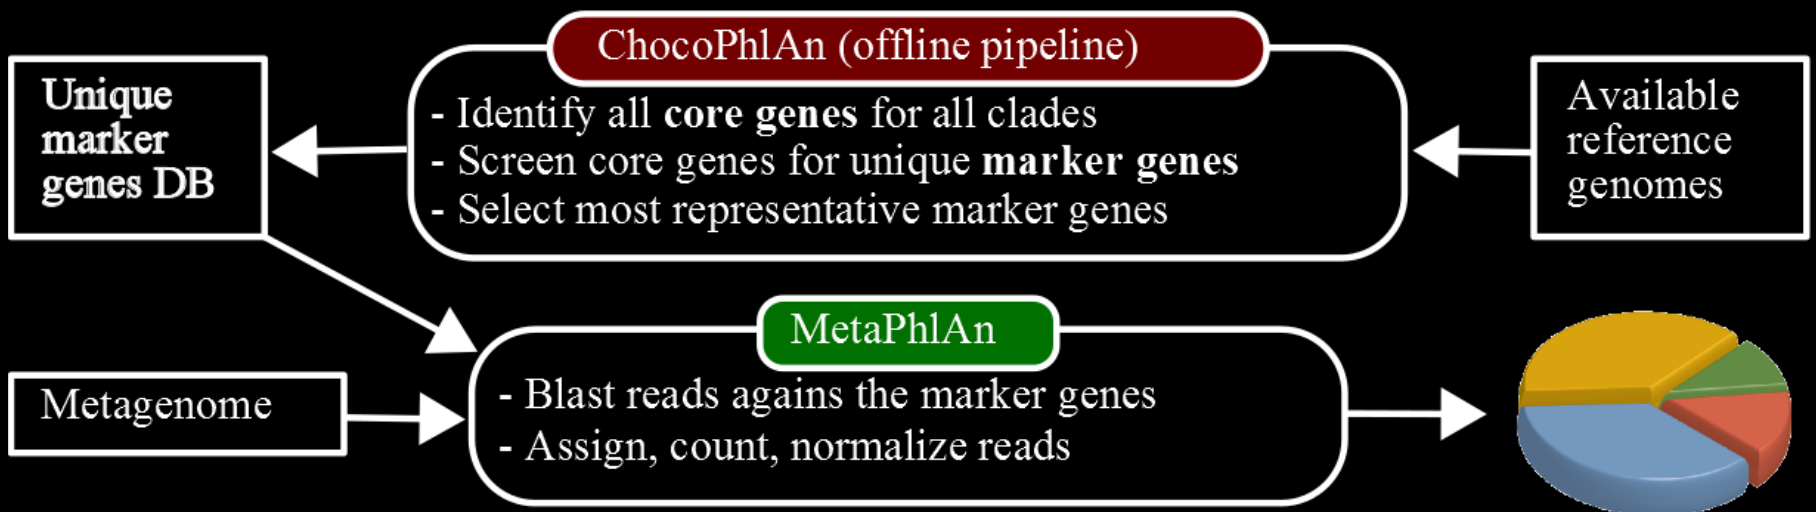 ChocoPhlAn (offline pipeline)
Unique
marker
genes DB
- Identify all core genes for all clades
- Screen core genes for unique marker genes
- Select most representative marker genes
Available
reference
genomes
MetaPhlAn
Metagenome
- Blast reads agains the marker genes
- Assign, count, normalize reads